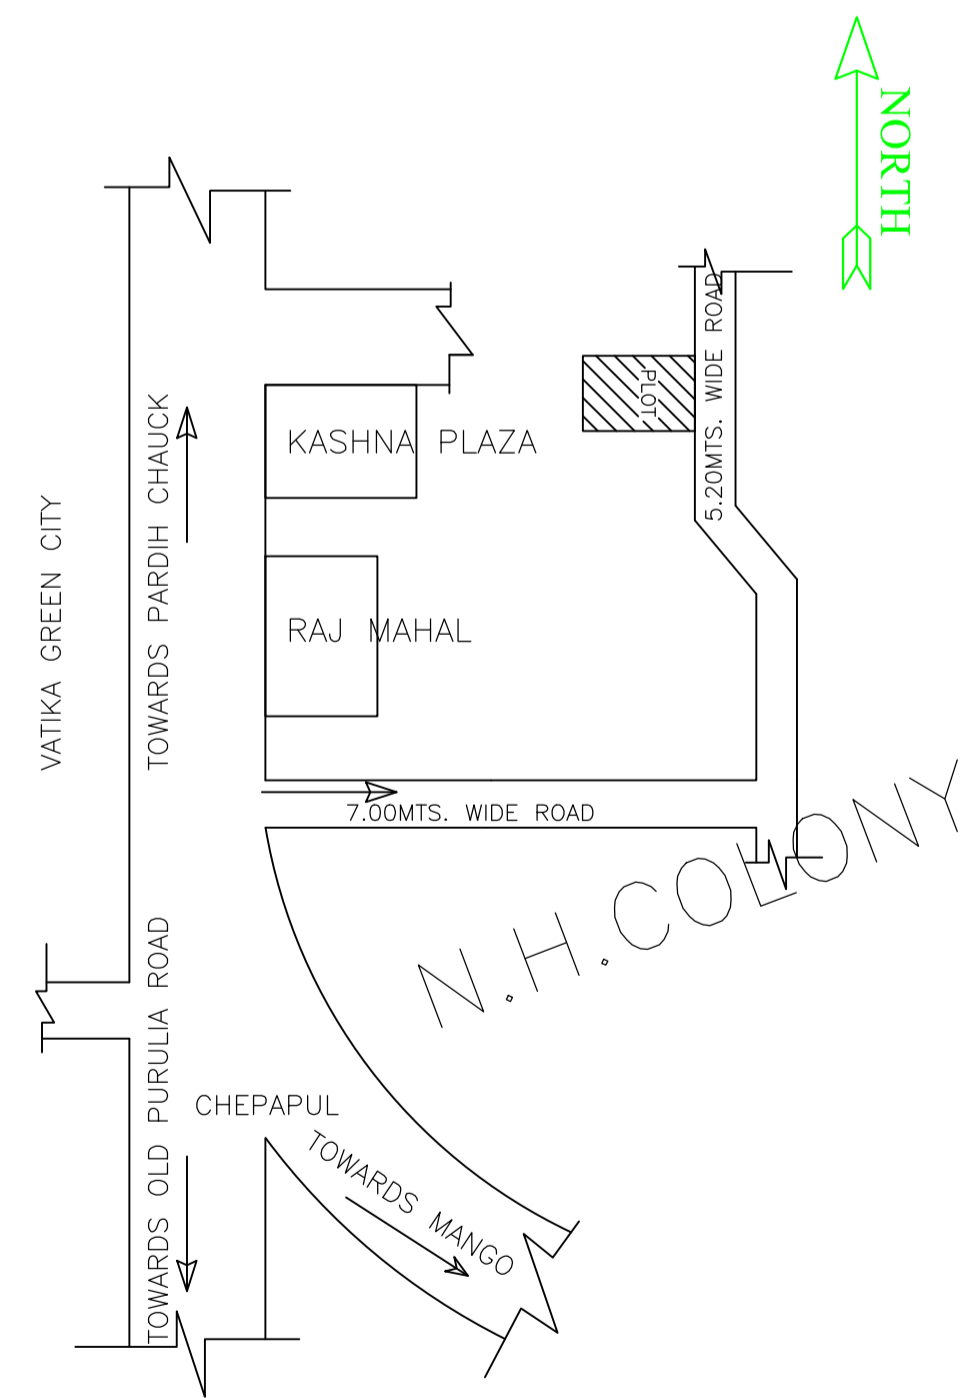 NORTH
5.20MTS. WIDE ROAD
PLOT
KASHNA PLAZA
TOWARDS PARDIH CHAUCK
VATIKA GREEN CITY
RAJ MAHAL
7.00MTS. WIDE ROAD
N.H.COLONY
TOWARDS OLD PURULIA ROAD
CHEPAPUL
TOWARDS MANGO